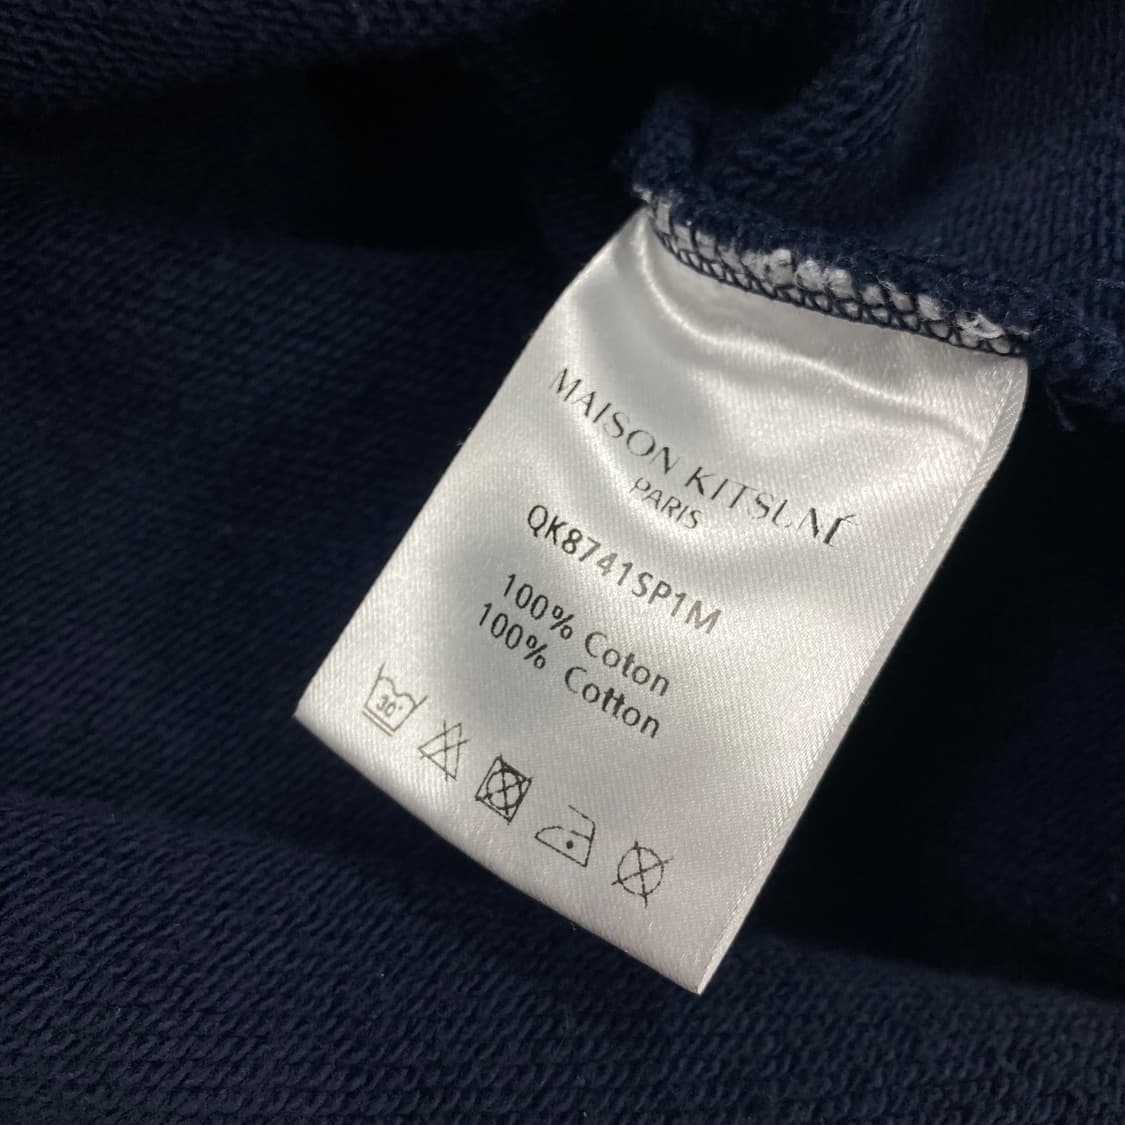 MAISON KITSUNÉ
PARIS
QK8741SP1M
100% Coton
100% Cotton
30°